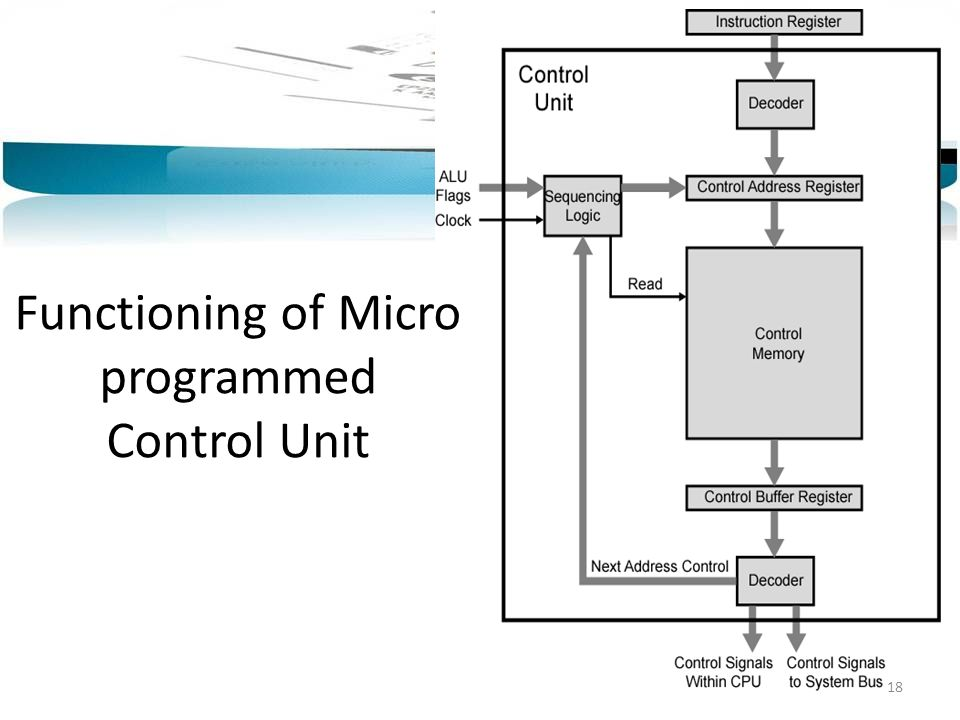 Functioning of Micro
programmed
Control Unit
Instruction Register
Control
Unit
Decoder
ALU
Flags
Clock
Sequencing
Logic
Control Address Register
Read
Control
Memory
Control Buffer Register
Next Address Control
Decoder
Control Signals
Within CPU
Control Signals
to System Bus
18